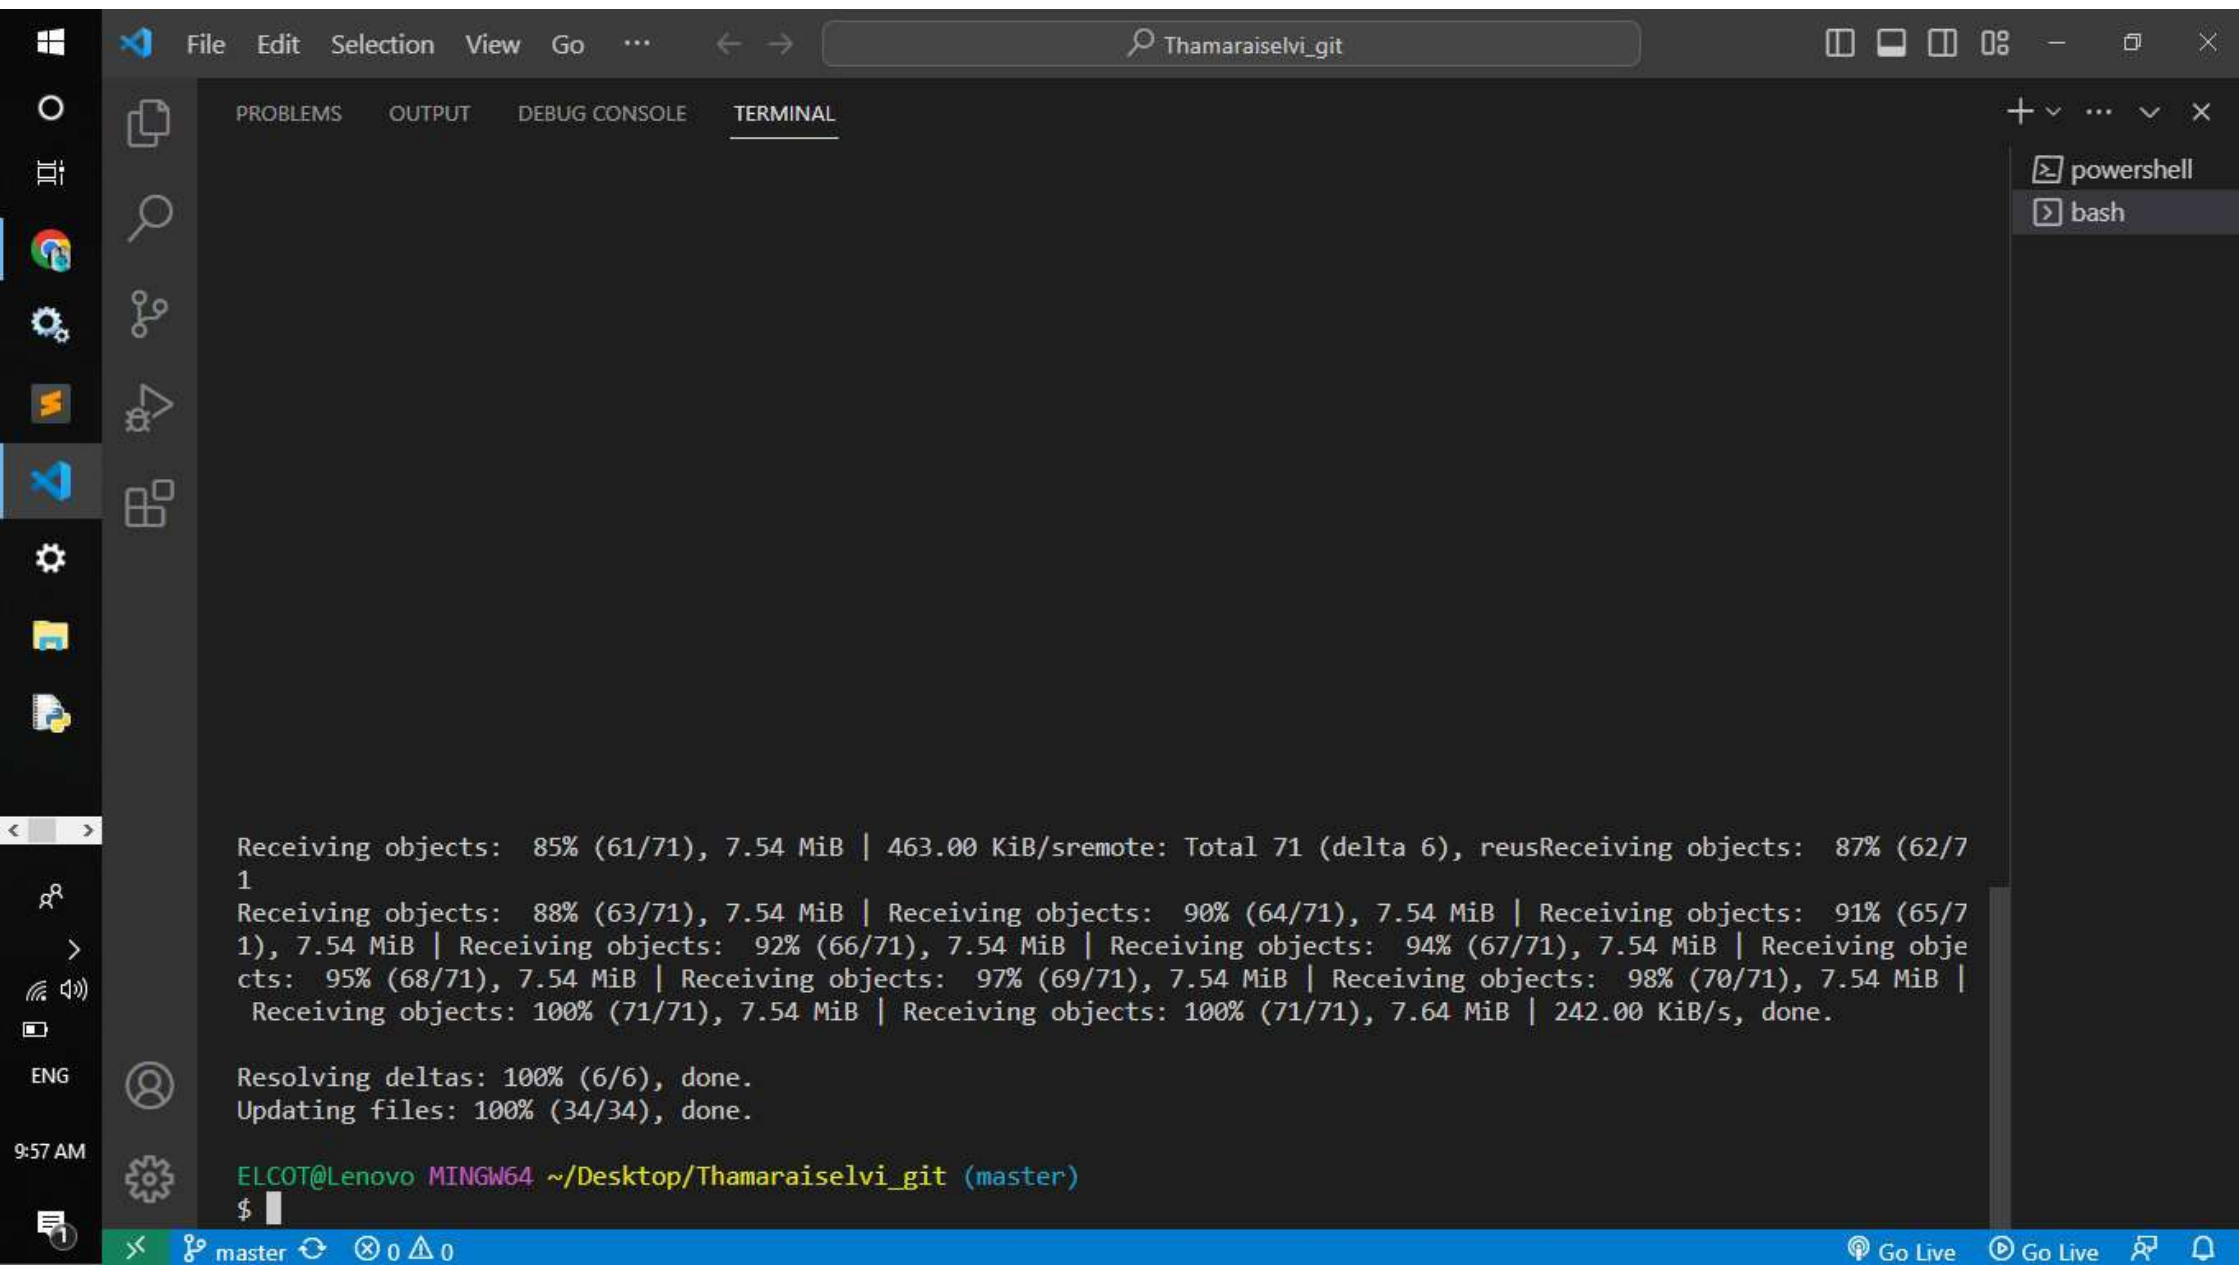 File Edit Selection View Go ···
Thamaraiselvi_git
PROBLEMS OUTPUT DEBUG CONSOLE TERMINAL
powershell
bash
Receiving objects:  85% (61/71), 7.54 MiB | 463.00 KiB/sremote: Total 71 (delta 6), reusReceiving objects:  87% (62/7
1
Receiving objects:  88% (63/71), 7.54 MiB | Receiving objects:  90% (64/71), 7.54 MiB | Receiving objects:  91% (65/7
1), 7.54 MiB | Receiving objects:  92% (66/71), 7.54 MiB | Receiving objects:  94% (67/71), 7.54 MiB | Receiving obje
cts:  95% (68/71), 7.54 MiB | Receiving objects:  97% (69/71), 7.54 MiB | Receiving objects:  98% (70/71), 7.54 MiB |
Receiving objects: 100% (71/71), 7.54 MiB | Receiving objects: 100% (71/71), 7.64 MiB | 242.00 KiB/s, done.
Resolving deltas: 100% (6/6), done.
Updating files: 100% (34/34), done.
ELCOT@Lenovo MINGW64 ~/Desktop/Thamaraiselvi_git (master)
$
ENG
9:57 AM
1
master 0 0 Go Live Go Live